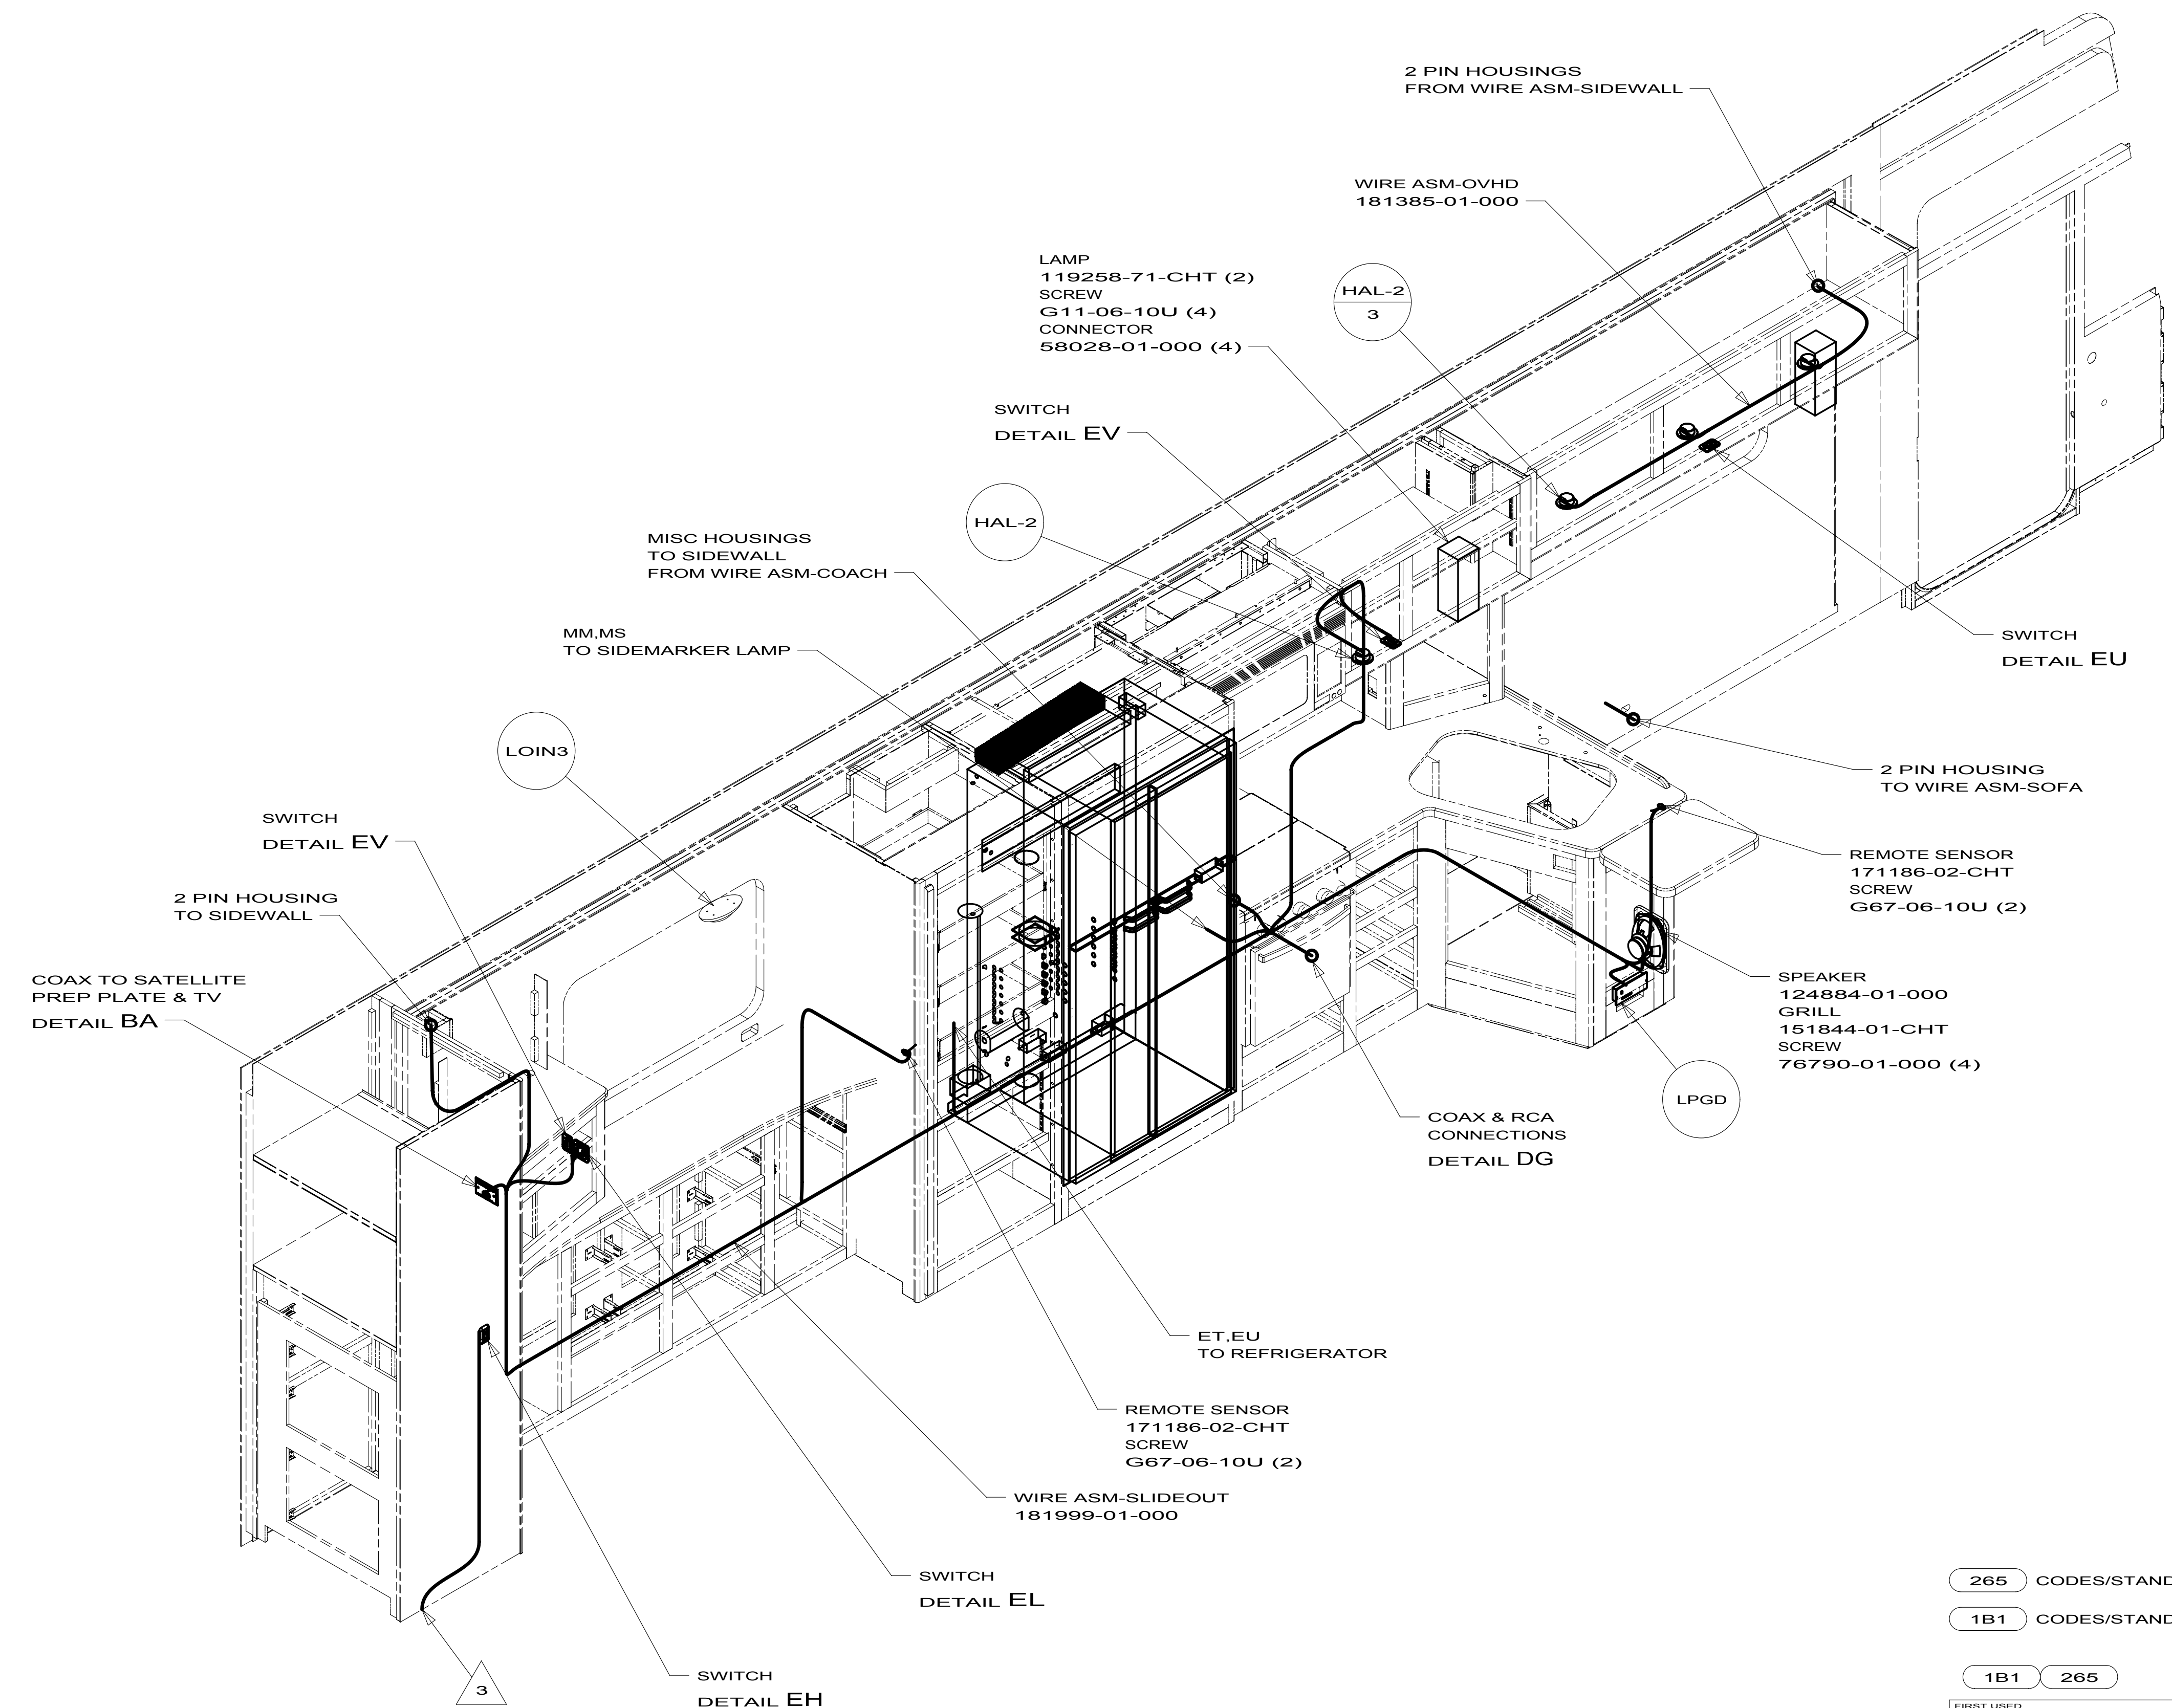 2 PIN HOUSINGS
FROM WIRE ASM-SIDEWALL
WIRE ASM-OVHD
181385-01-000
LAMP
119258-71-CHT (2)
SCREW
G11-06-10U (4)
CONNECTOR
58028-01-000 (4)
HAL-2
3
SWITCH
DETAIL EV
HAL-2
MISC HOUSINGS
TO SIDEWALL
FROM WIRE ASM-COACH
MM,MS
TO SIDEMARKER LAMP
SWITCH
DETAIL EU
LOIN3
2 PIN HOUSING
TO WIRE ASM-SOFA
SWITCH
DETAIL EV
REMOTE SENSOR
171186-02-CHT
SCREW
G67-06-10U (2)
2 PIN HOUSING
TO SIDEWALL
COAX TO SATELLITE
PREP PLATE & TV
DETAIL BA
SPEAKER
124884-01-000
GRILL
151844-01-CHT
SCREW
76790-01-000 (4)
LPGD
COAX & RCA
CONNECTIONS
DETAIL DG
ET,EU
TO REFRIGERATOR
REMOTE SENSOR
171186-02-CHT
SCREW
G67-06-10U (2)
WIRE ASM-SLIDEOUT
181999-01-000
SWITCH
DETAIL EL
265 CODES/STAND
1B1 CODES/STAND
1B1 265
SWITCH
DETAIL EH
3
FIRST USED